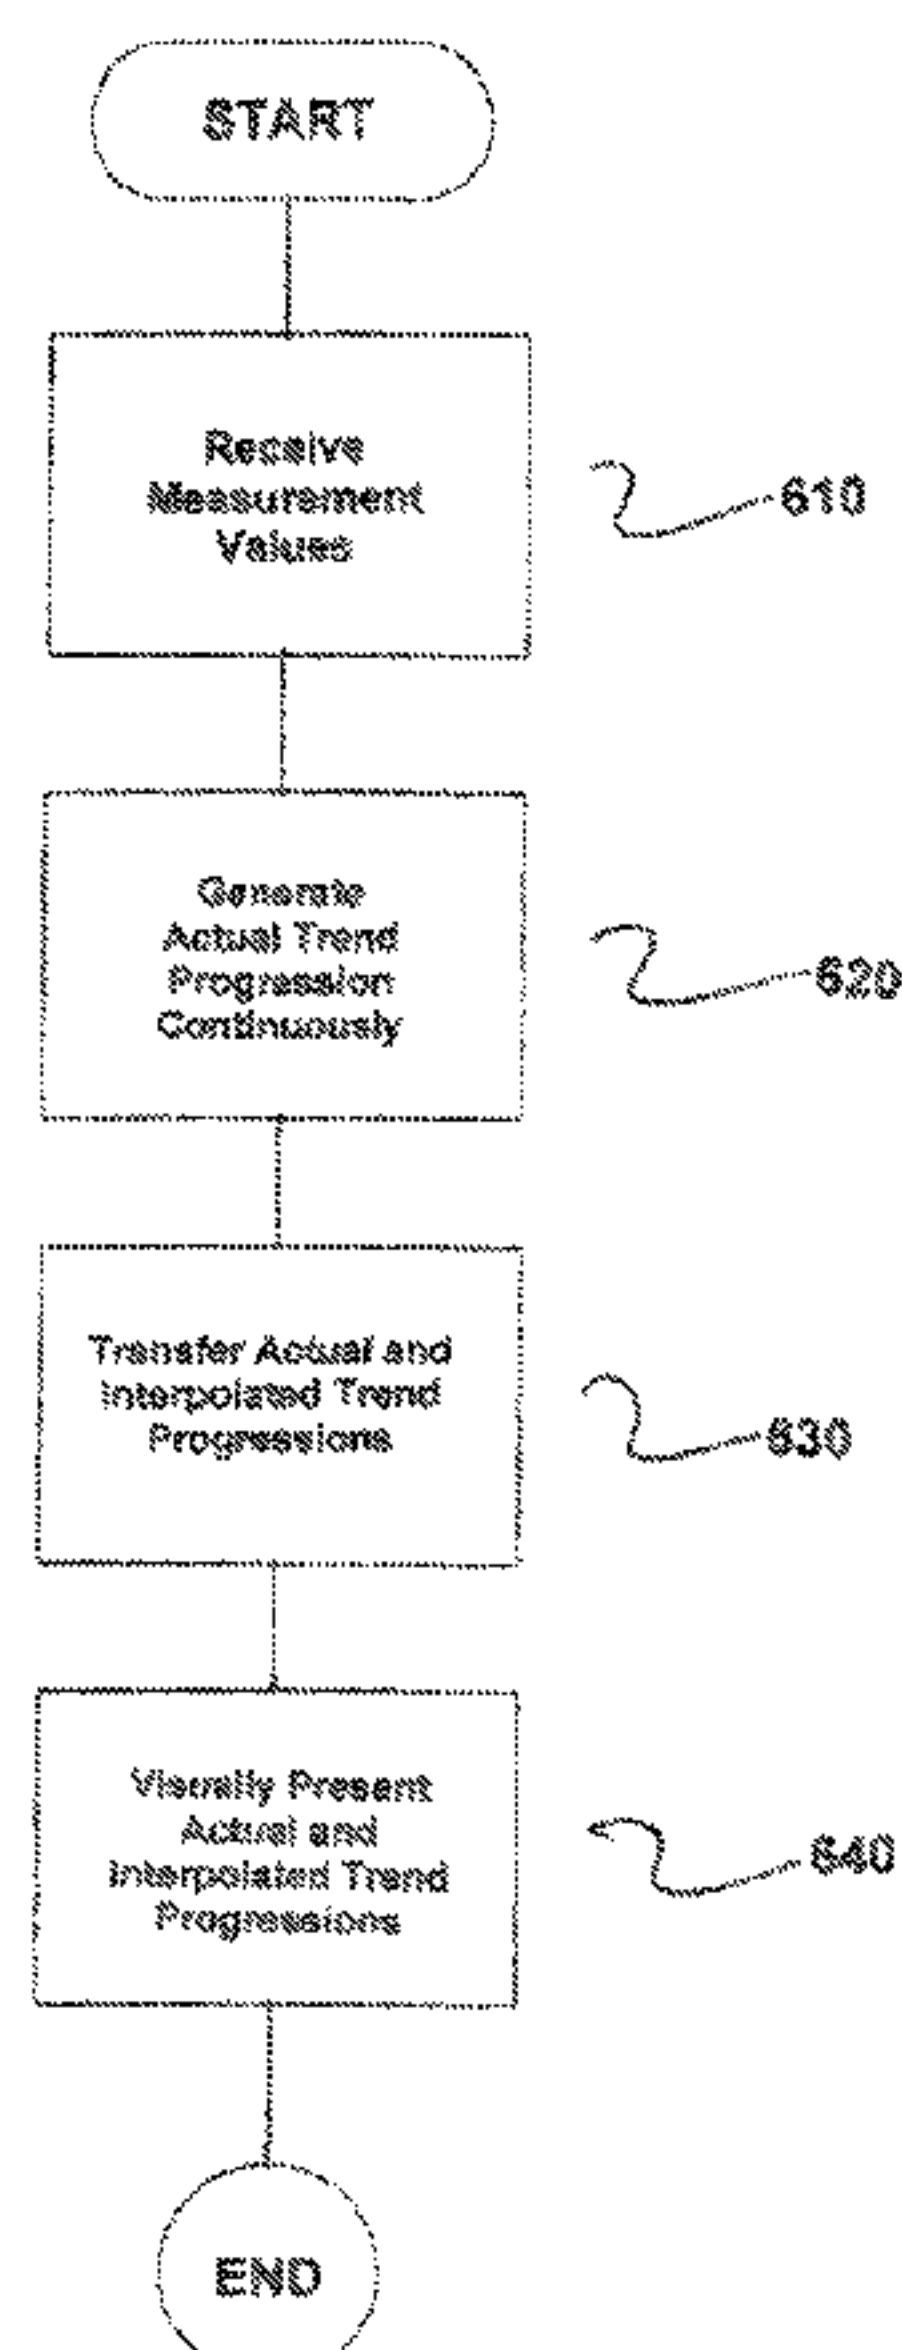 START
Receive
Measurement
Values
610
Generate
Actual Trend
Progression
Continuously
620
Transfer Actual and
Interpolated Trend
Progressions
630
Visually Present
Actual and
Interpolated Trend
Progressions
640
END